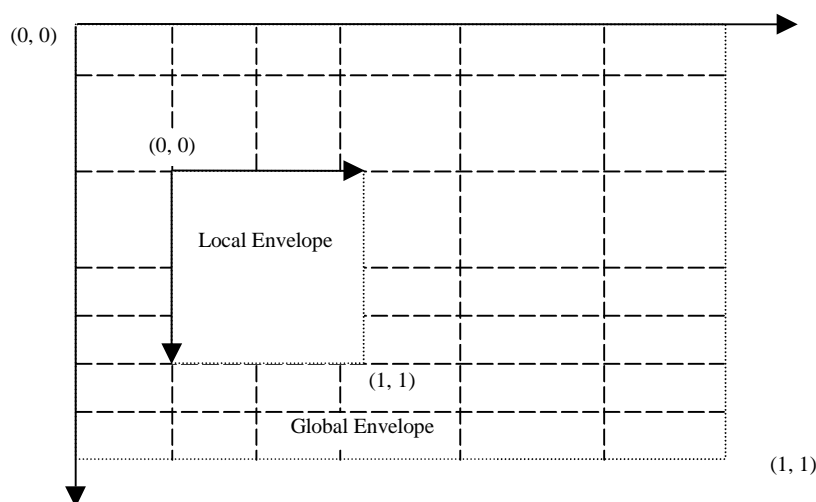 (0, 0)
(0, 0)
Local Envelope
(1, 1)
Global Envelope
(1, 1)